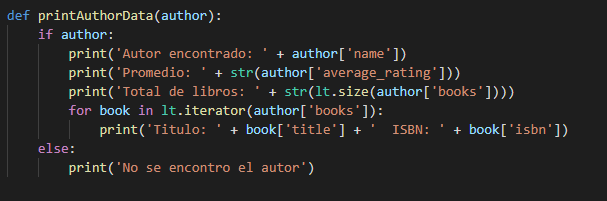 def printAuthorData(author):
    if author:
        print('Autor encontrado: ' + author['name'])
        print('Promedio: ' + str(author['average_rating']))
        print('Total de libros: ' + str(lt.size(author['books'])))
        for book in lt.iterator(author['books']):
            print('Titulo: ' + book['title'] + '  ISBN: ' + book['isbn'])
    else:
        print('No se encontro el autor')